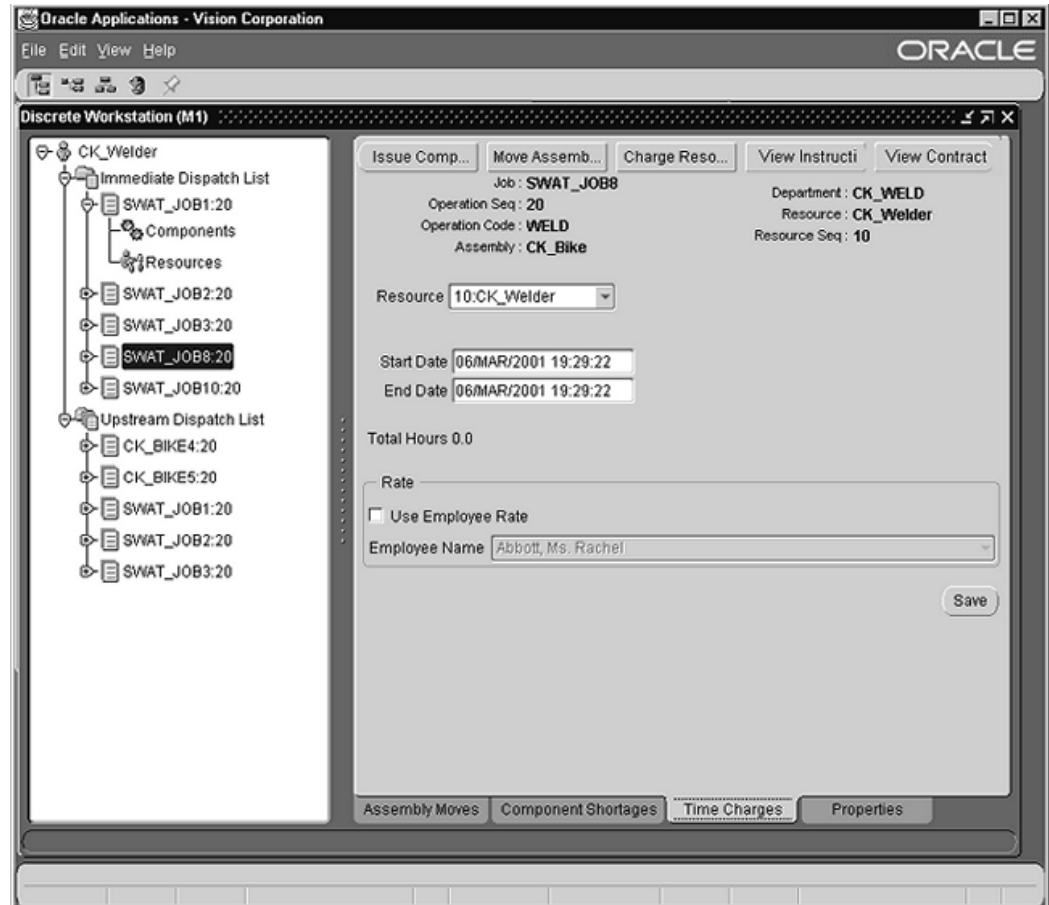 Oracle Applications - Vision Corporation
File Edit View Help
ORACLE
Discrete Workstation (M1)
CK_Welder
Immediate Dispatch List
SWAT_JOB1:20
Components
Resources
SWAT_JOB2:20
SWAT_JOB3:20
SWAT_JOB8:20
SWAT_JOB10:20
Upstream Dispatch List
CK_BIKE4:20
CK_BIKE5:20
SWAT_JOB1:20
SWAT_JOB2:20
SWAT_JOB3:20
Issue Comp... Move Assemb... Charge Reso... View Instructi View Contract
Job : SWAT_JOB8
Operation Seq : 20
Operation Code : WELD
Assembly : CK_Bike
Department : CK_WELD
Resource : CK_Welder
Resource Seq : 10
Resource 10:CK_Welder
Start Date 06/MAR/2001 19:29:22
End Date 06/MAR/2001 19:29:22
Total Hours 0.0
Rate
Use Employee Rate
Employee Name Abbott, Ms. Rachel
Save
Assembly Moves Component Shortages Time Charges Properties